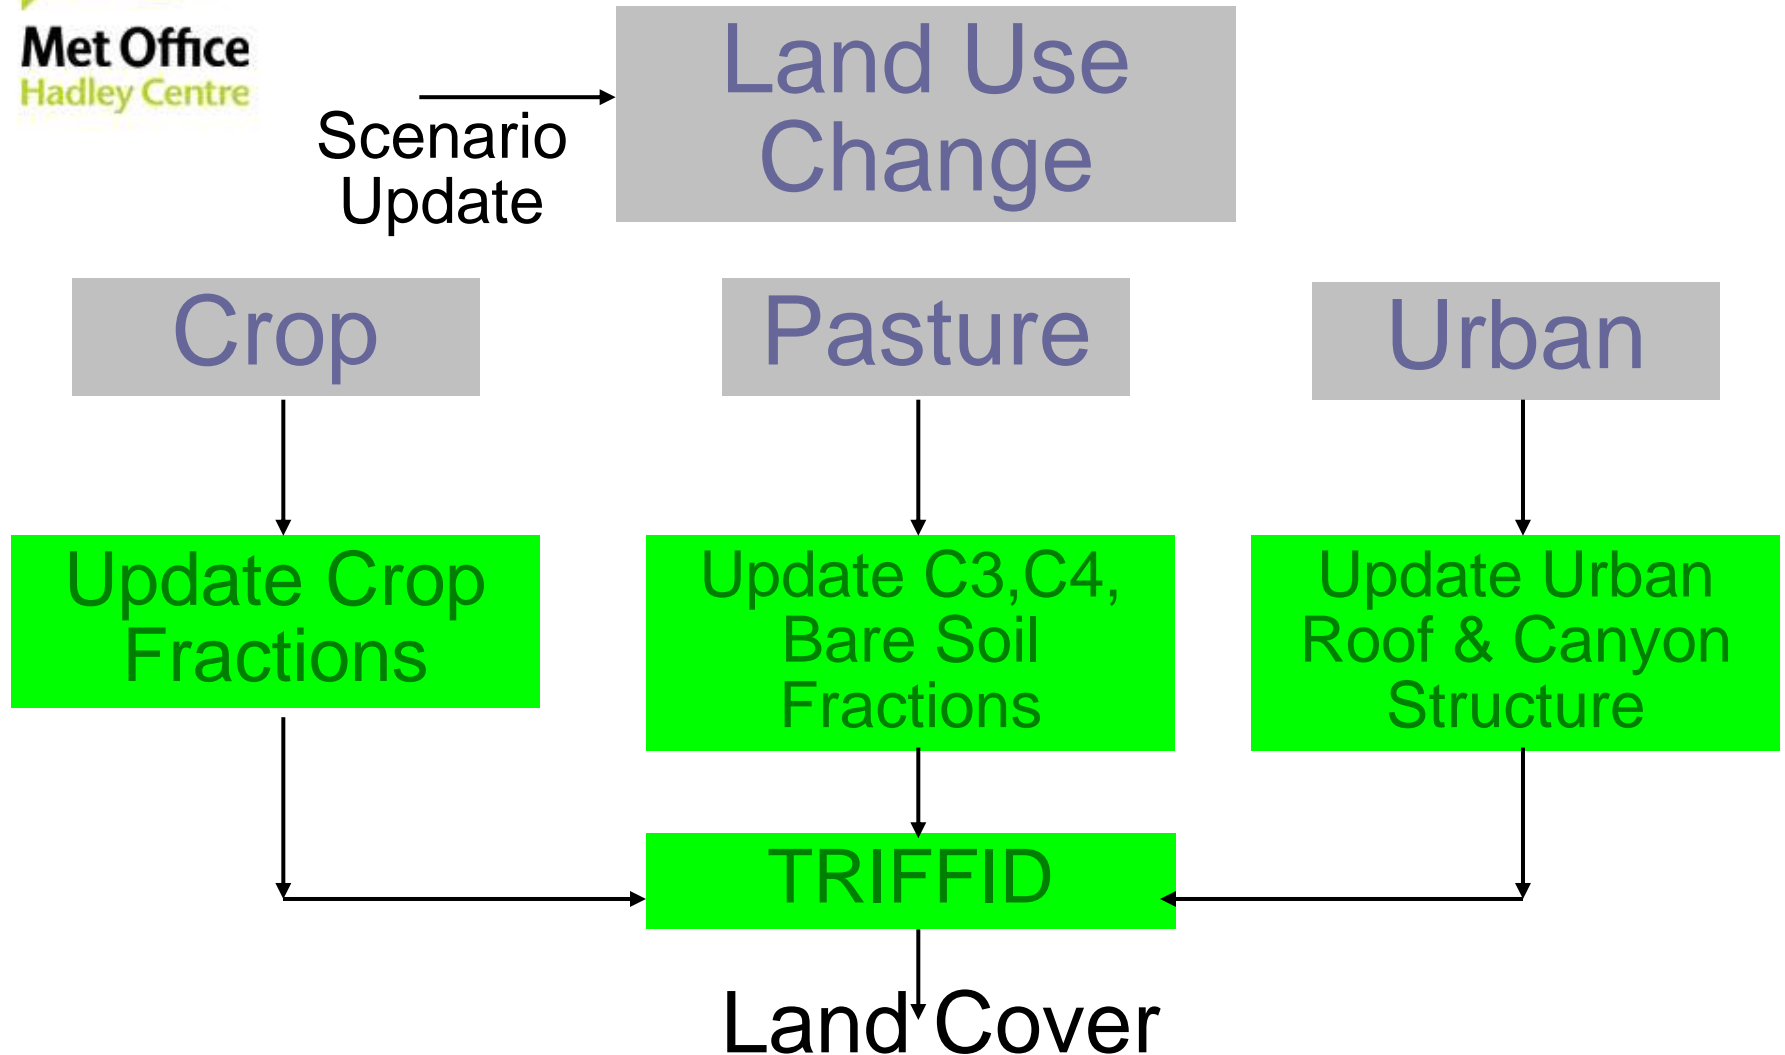 Met Office
Hadley Centre
Land Use
Change
Scenario
Update
Crop
Pasture
Urban
Update Crop
Fractions
Update C3,C4,
Bare Soil
Fractions
Update Urban
Roof & Canyon
Structure
TRIFFID
Land Cover